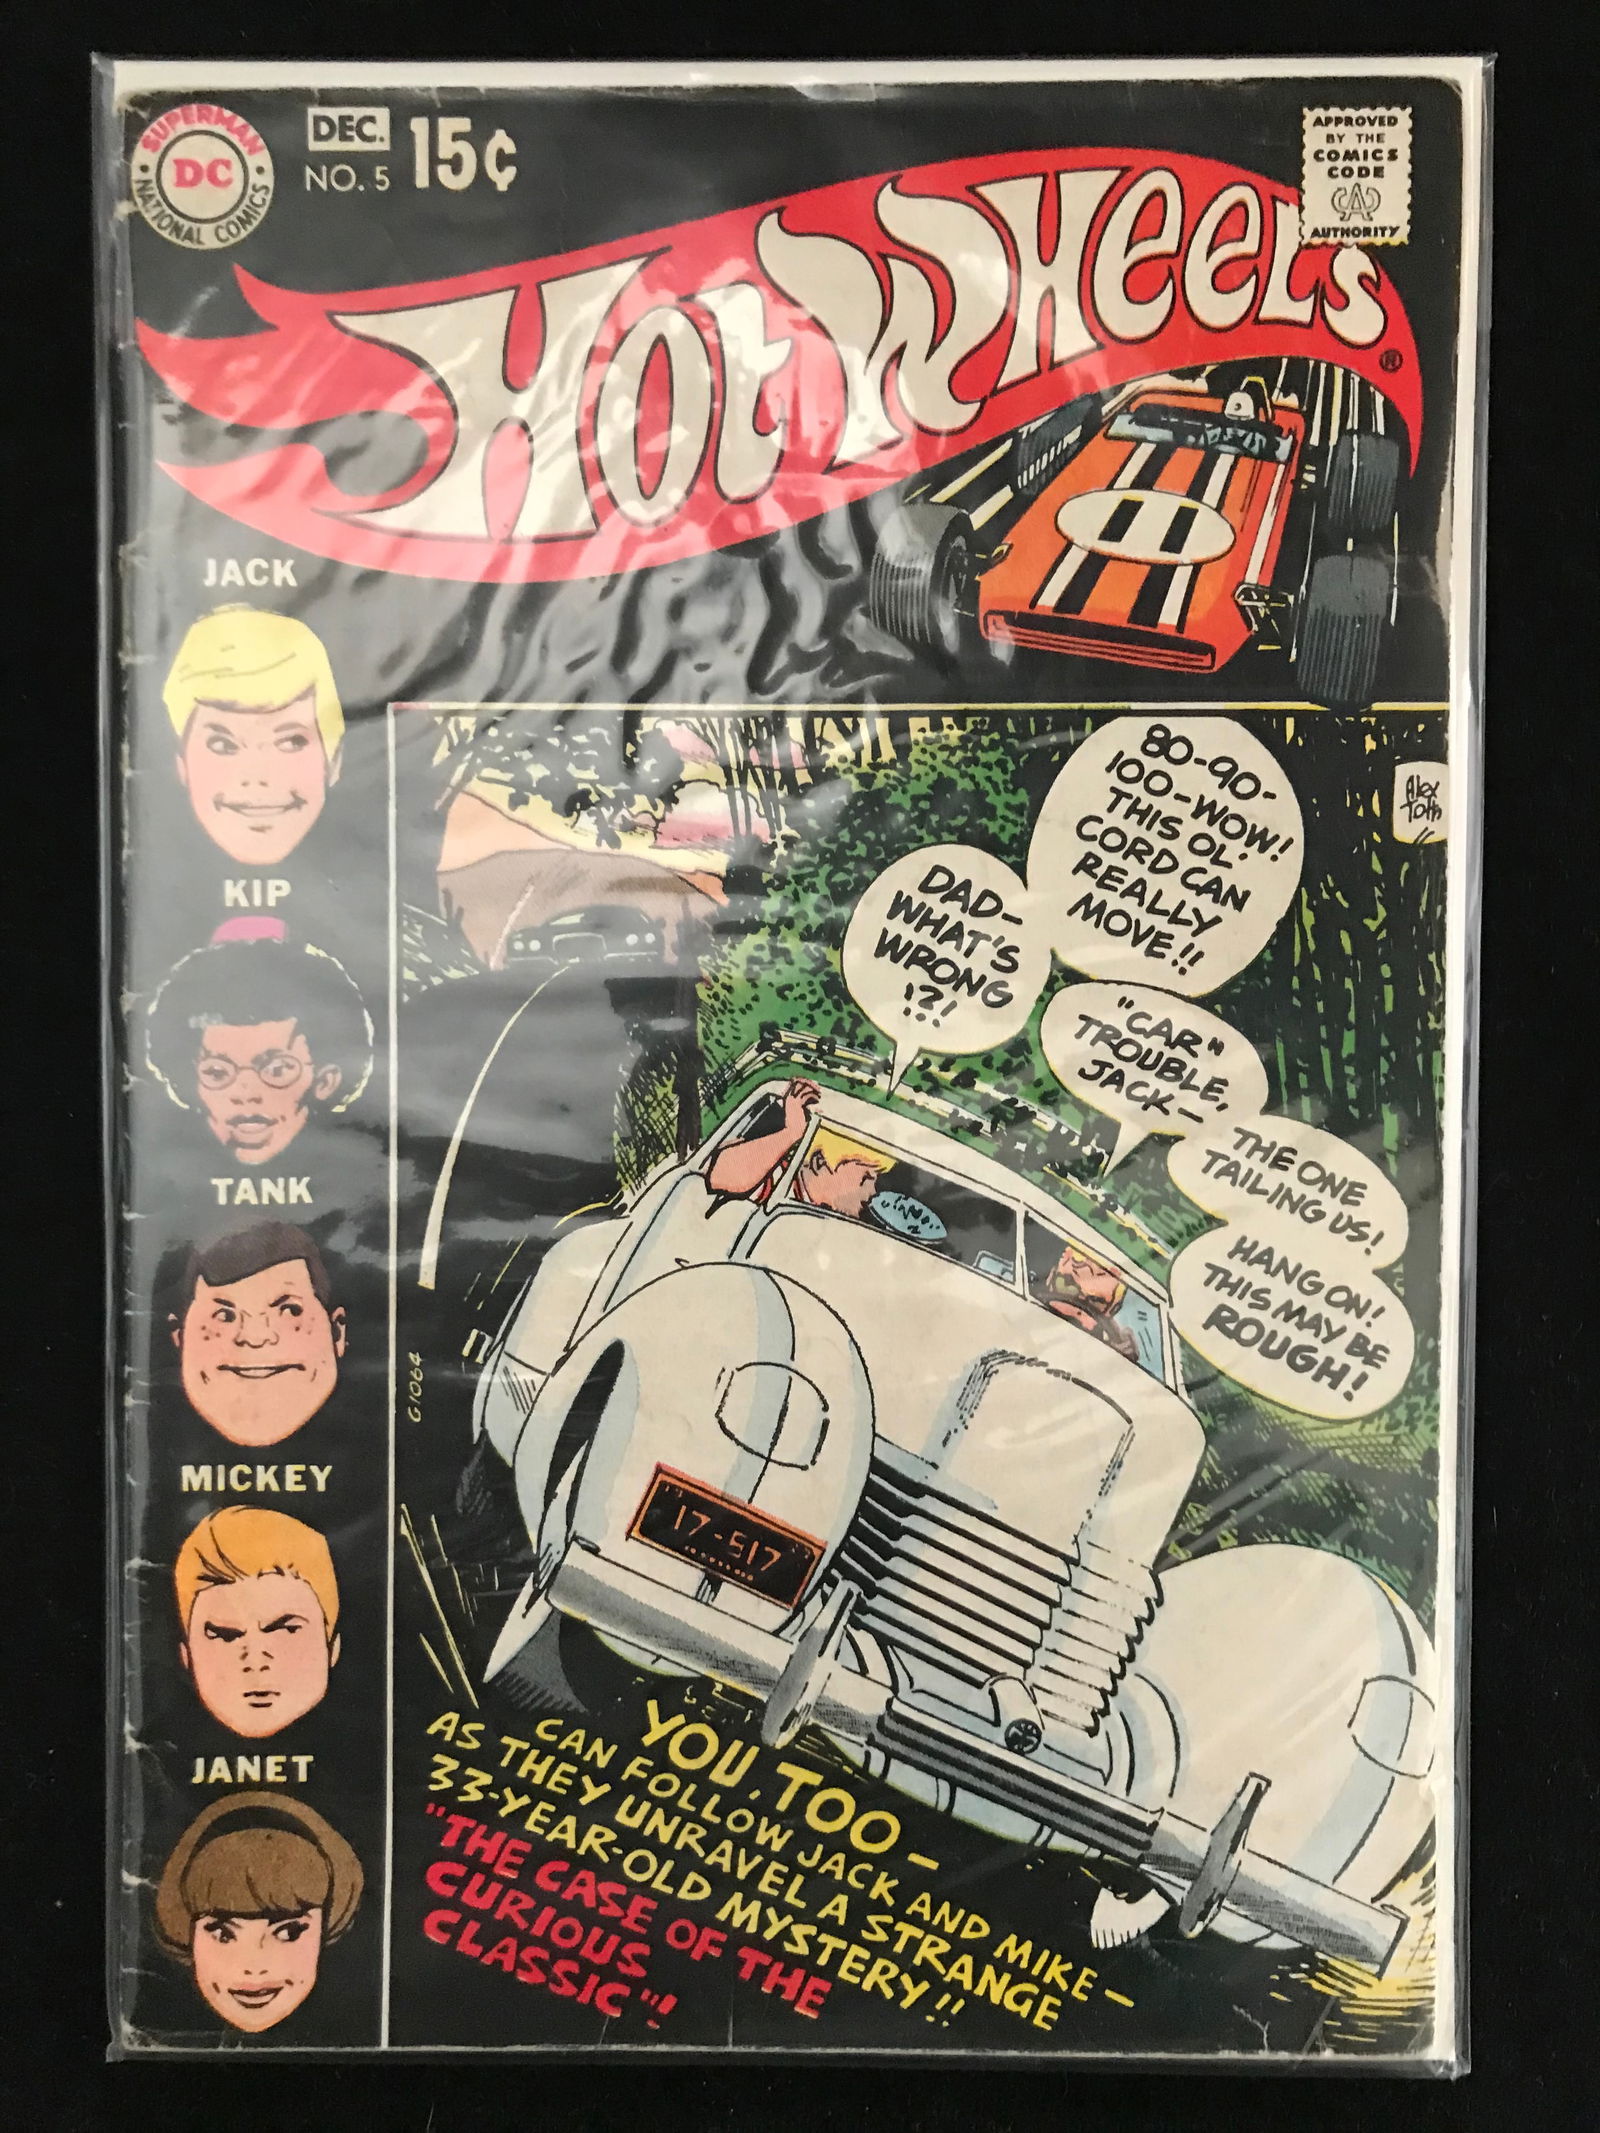 SUPERMAN
DC
NATIONAL COMICS
DEC.
NO. 5
15¢
APPROVED
BY THE
COMICS
CODE
CA
AUTHORITY
Hot Wheels®
JACK
KIP
TANK
MICKEY
JANET
Alex
Toth
80-90-
100-WOW!
THIS OL'
CORD CAN
REALLY
MOVE!!
DAD-
WHAT'S
WRONG
!?!
"CAR"
TROUBLE,
JACK-
THE ONE
TAILING US!
HANG ON!
THIS MAY BE
ROUGH!
G1064
17-517
YOU, TOO-
CAN FOLLOW JACK AND MIKE-
AS THEY UNRAVEL A STRANGE
33-YEAR-OLD MYSTERY!!
"THE CASE OF THE
CURIOUS
CLASSIC"!